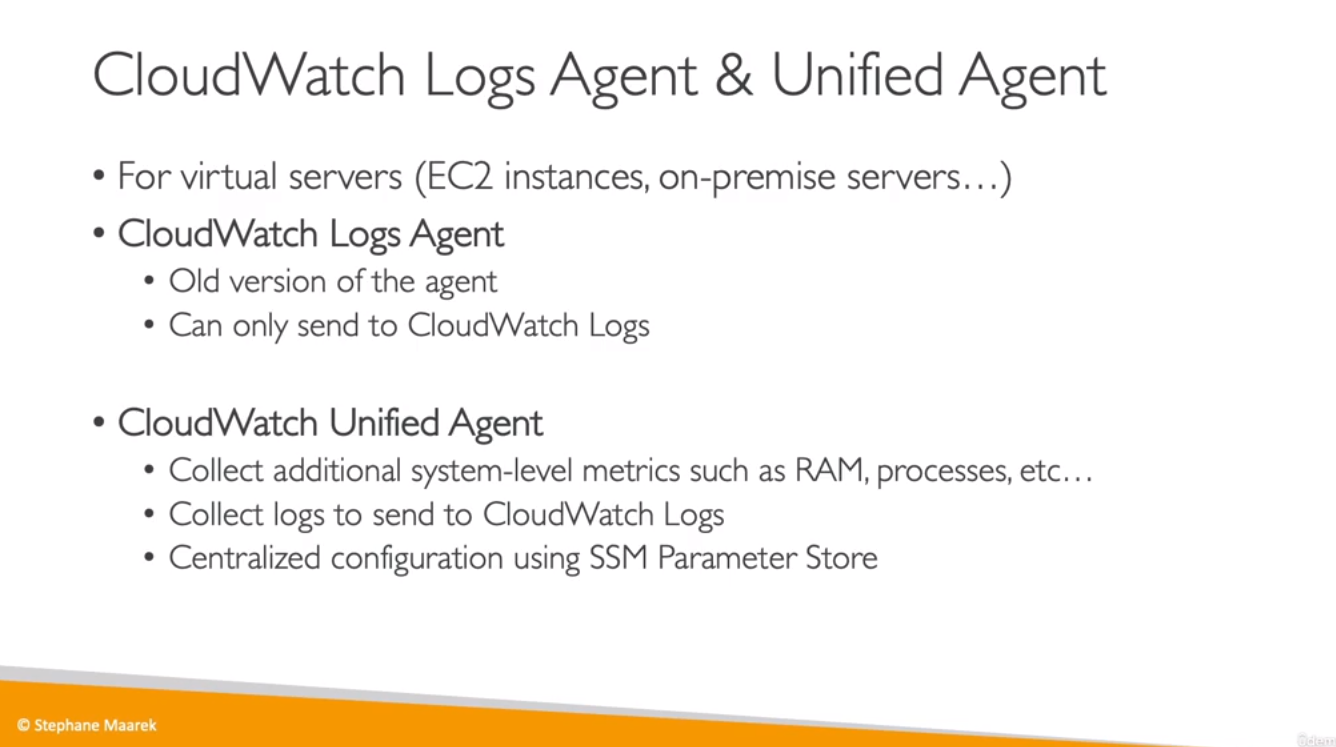 CloudWatch Logs Agent & Unified Agent
• For virtual servers (EC2 instances, on-premise servers…)
• CloudWatch Logs Agent
• Old version of the agent
• Can only send to CloudWatch Logs
• CloudWatch Unified Agent
• Collect additional system-level metrics such as RAM, processes, etc…
• Collect logs to send to CloudWatch Logs
• Centralized configuration using SSM Parameter Store
© Stephane Maarek